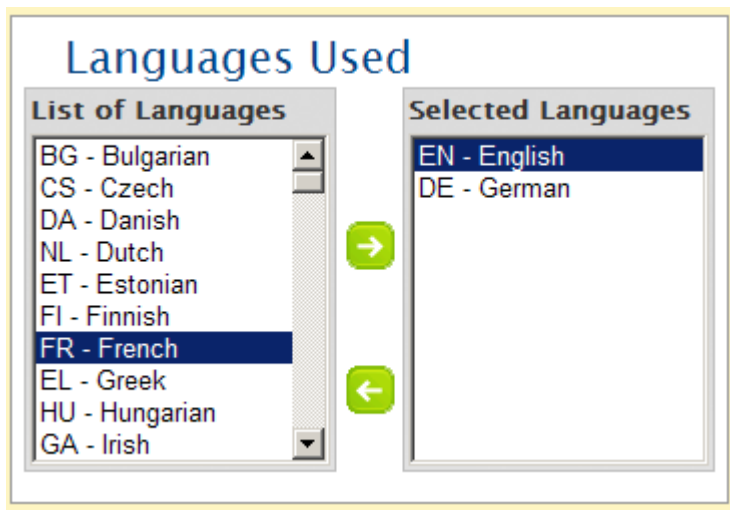 Languages Used
List of Languages
BG - Bulgarian
CS - Czech
DA - Danish
NL - Dutch
ET - Estonian
FI - Finnish
FR - French
EL - Greek
HU - Hungarian
GA - Irish
Selected Languages
EN - English
DE - German